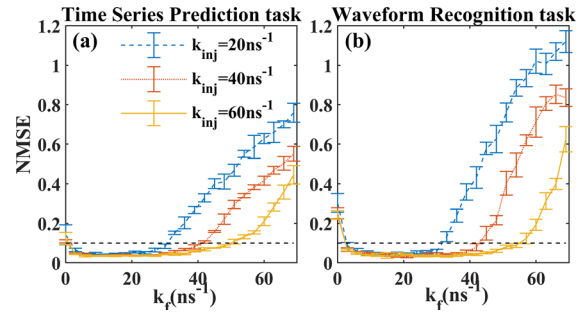 Time Series Prediction task
Waveform Recognition task
(a)
k_inj=20ns^-1
k_inj=40ns^-1
k_inj=60ns^-1
(b)
NMSE
1.2
1
0.8
0.6
0.4
0.2
0
0
20
40
60
k_f(ns^-1)
1.2
1
0.8
0.6
0.4
0.2
0
0
20
40
60
k_f(ns^-1)